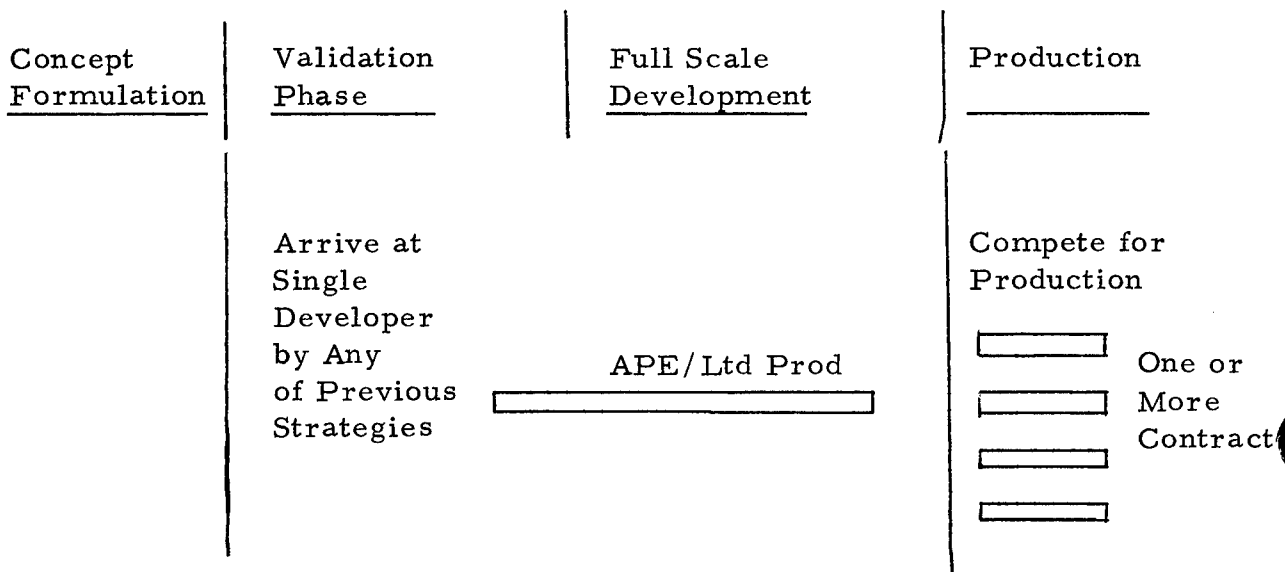 Concept
Formulation
Validation
Phase
Full Scale
Development
Production
Arrive at
Single
Developer
by Any
of Previous
Strategies
APE/Ltd Prod
Compete for
Production
One or
More
Contract